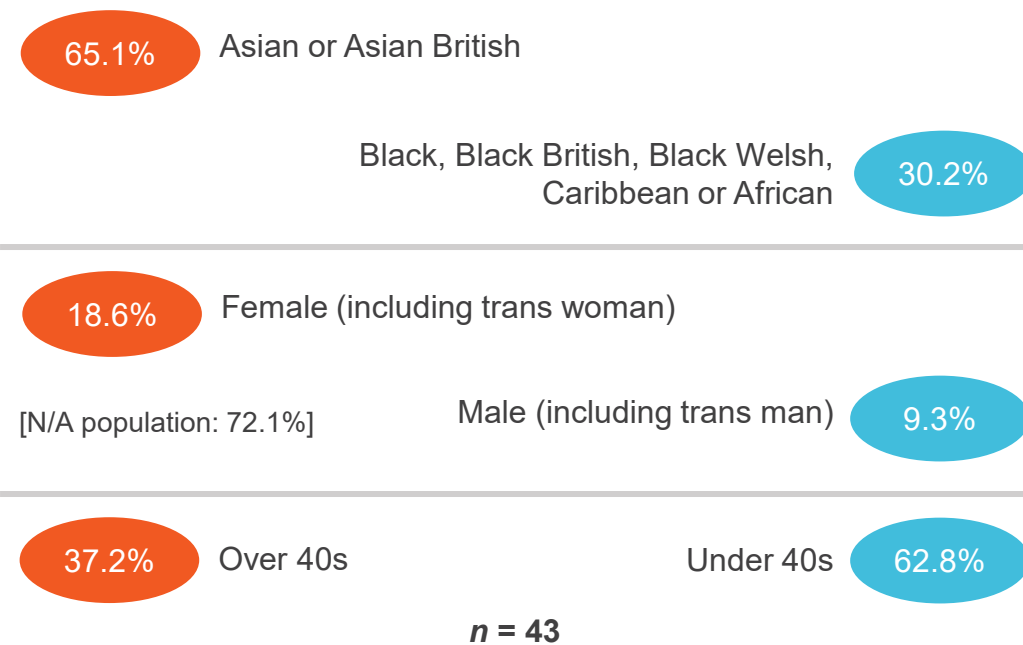 65.1%
Asian or Asian British
Black, Black British, Black Welsh,
Caribbean or African
30.2%
18.6%
Female (including trans woman)
[N/A population: 72.1%]
Male (including trans man)
9.3%
37.2%
Over 40s
Under 40s
62.8%
n = 43